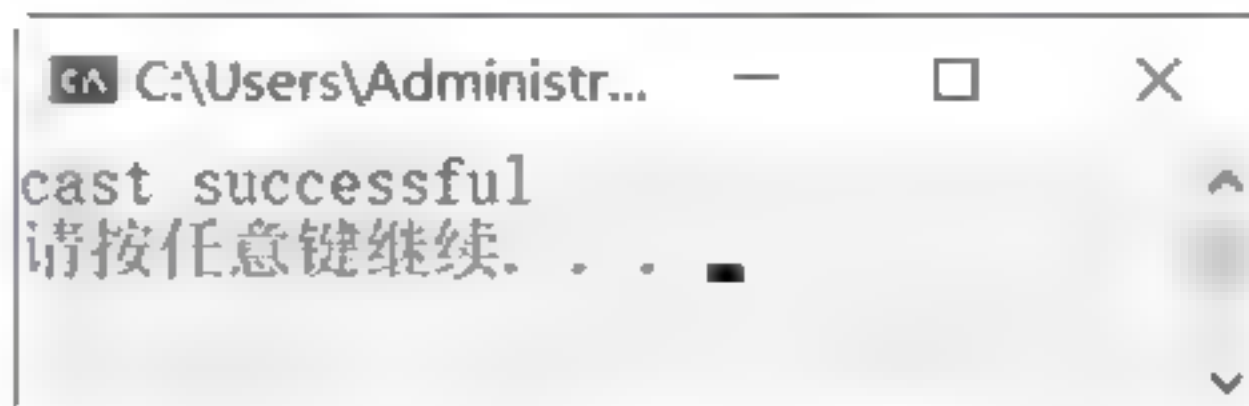 C:\Users\Administr...
cast successful
请按任意键继续. . .